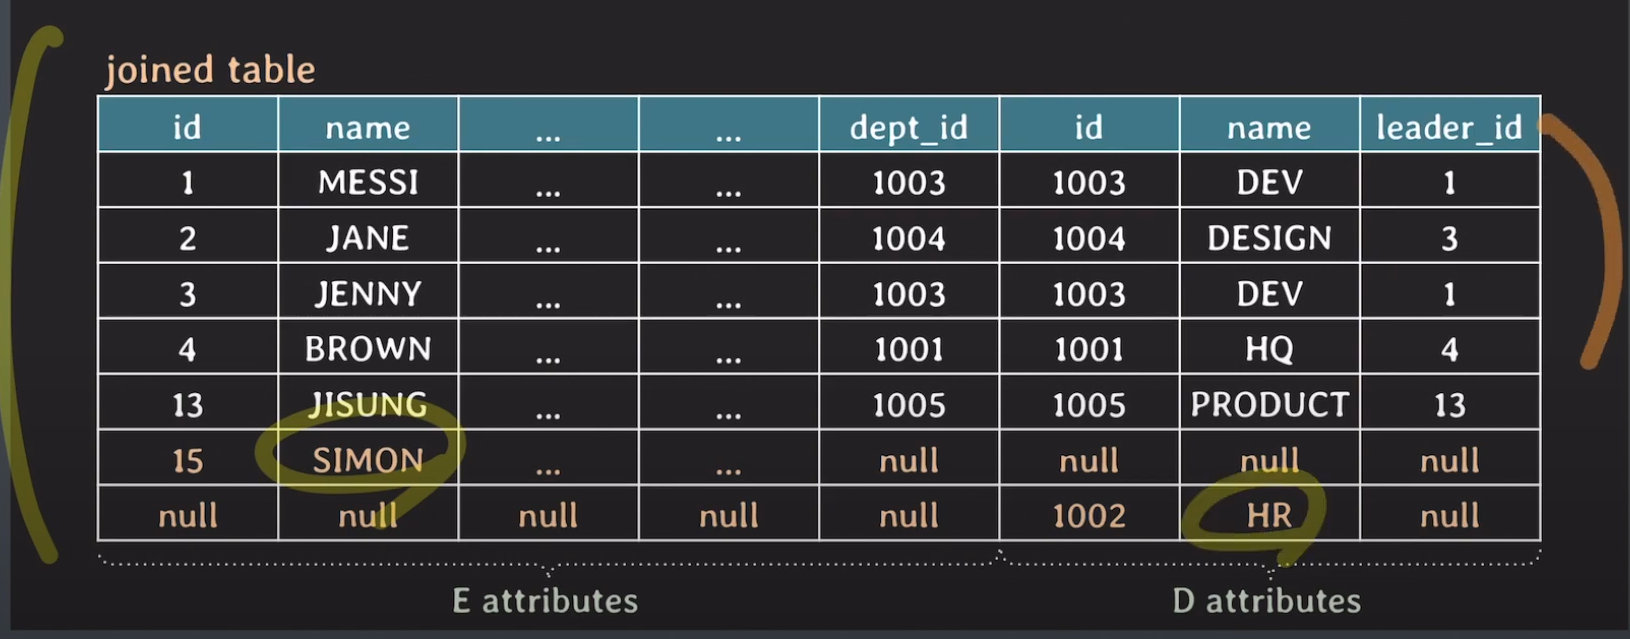 joined table
id name ... ... dept_id id name leader_id
1 MESSI ... ... 1003 1003 DEV 1
2 JANE ... ... 1004 1004 DESIGN 3
3 JENNY ... ... 1003 1003 DEV 1
4 BROWN ... ... 1001 1001 HQ 4
13 JISUNG ... ... 1005 1005 PRODUCT 13
15 SIMON ... ... null null null null
null null null null null 1002 HR null
E attributes D attributes